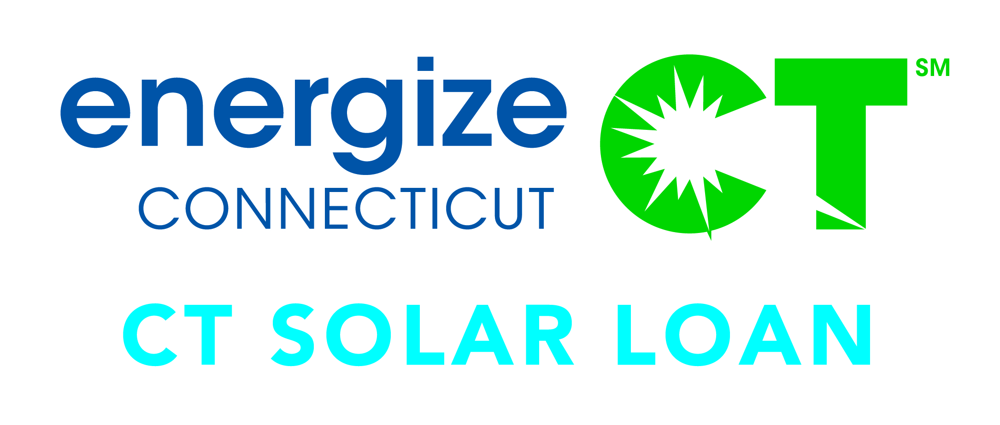 energize CT SM
CONNECTICUT
CT SOLAR LOAN